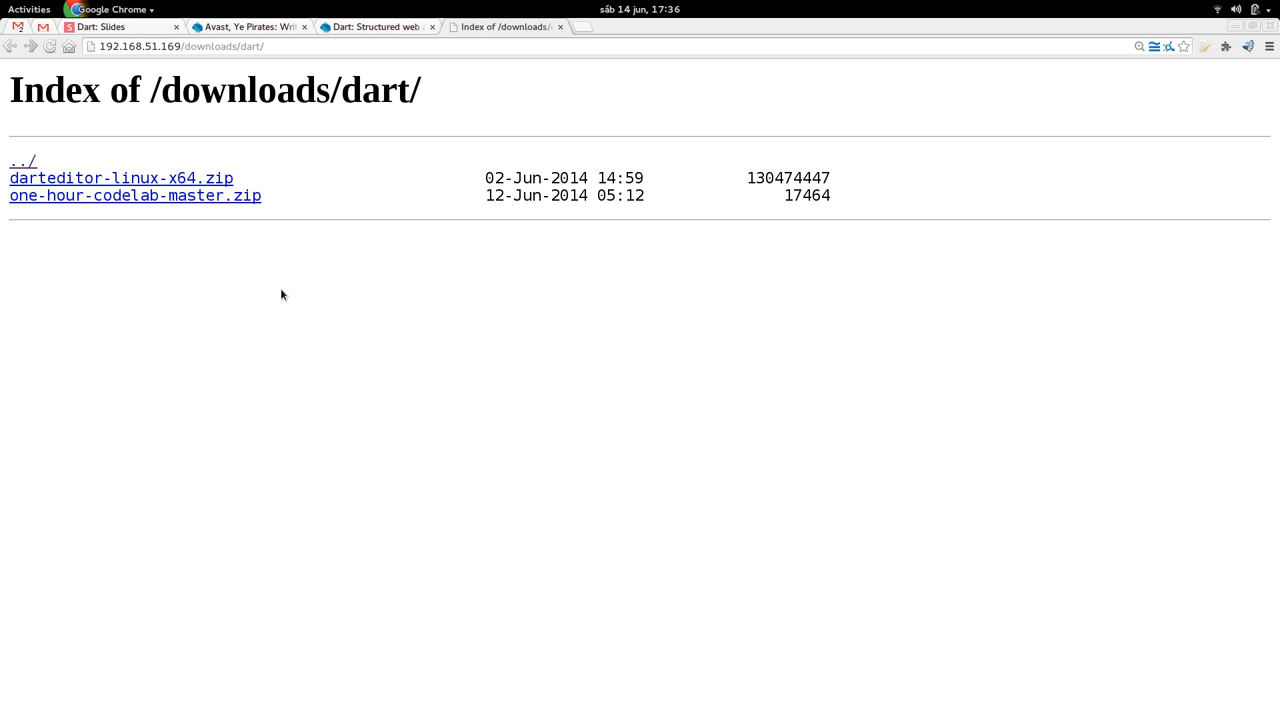 Activities Google Chrome sáb 14 jun, 17:36
Dart: Slides Avast, Ye Pirates: Wri Dart: Structured web Index of /downloads/
192.168.51.169/downloads/dart/
Index of /downloads/dart/
../
darteditor-linux-x64.zip 02-Jun-2014 14:59 130474447
one-hour-codelab-master.zip 12-Jun-2014 05:12 17464